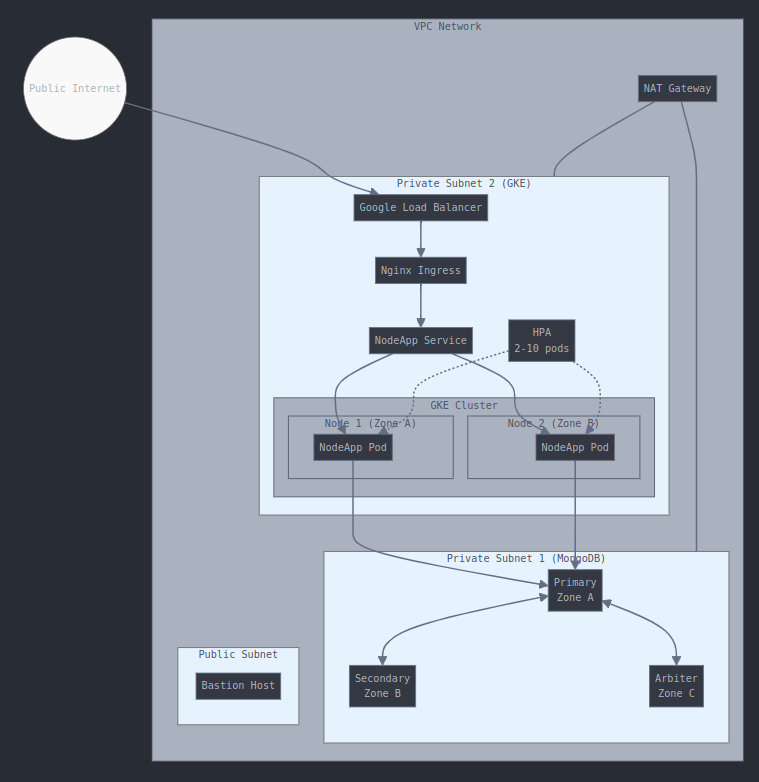 VPC Network
Public Internet
NAT Gateway
Private Subnet 2 (GKE)
Google Load Balancer
Nginx Ingress
NodeApp Service
HPA
2-10 pods
GKE Cluster
Node 1 (Zone A)
Node 2 (Zone B)
NodeApp Pod
NodeApp Pod
Private Subnet 1 (MongoDB)
Primary
Zone A
Public Subnet
Bastion Host
Secondary
Zone B
Arbiter
Zone C